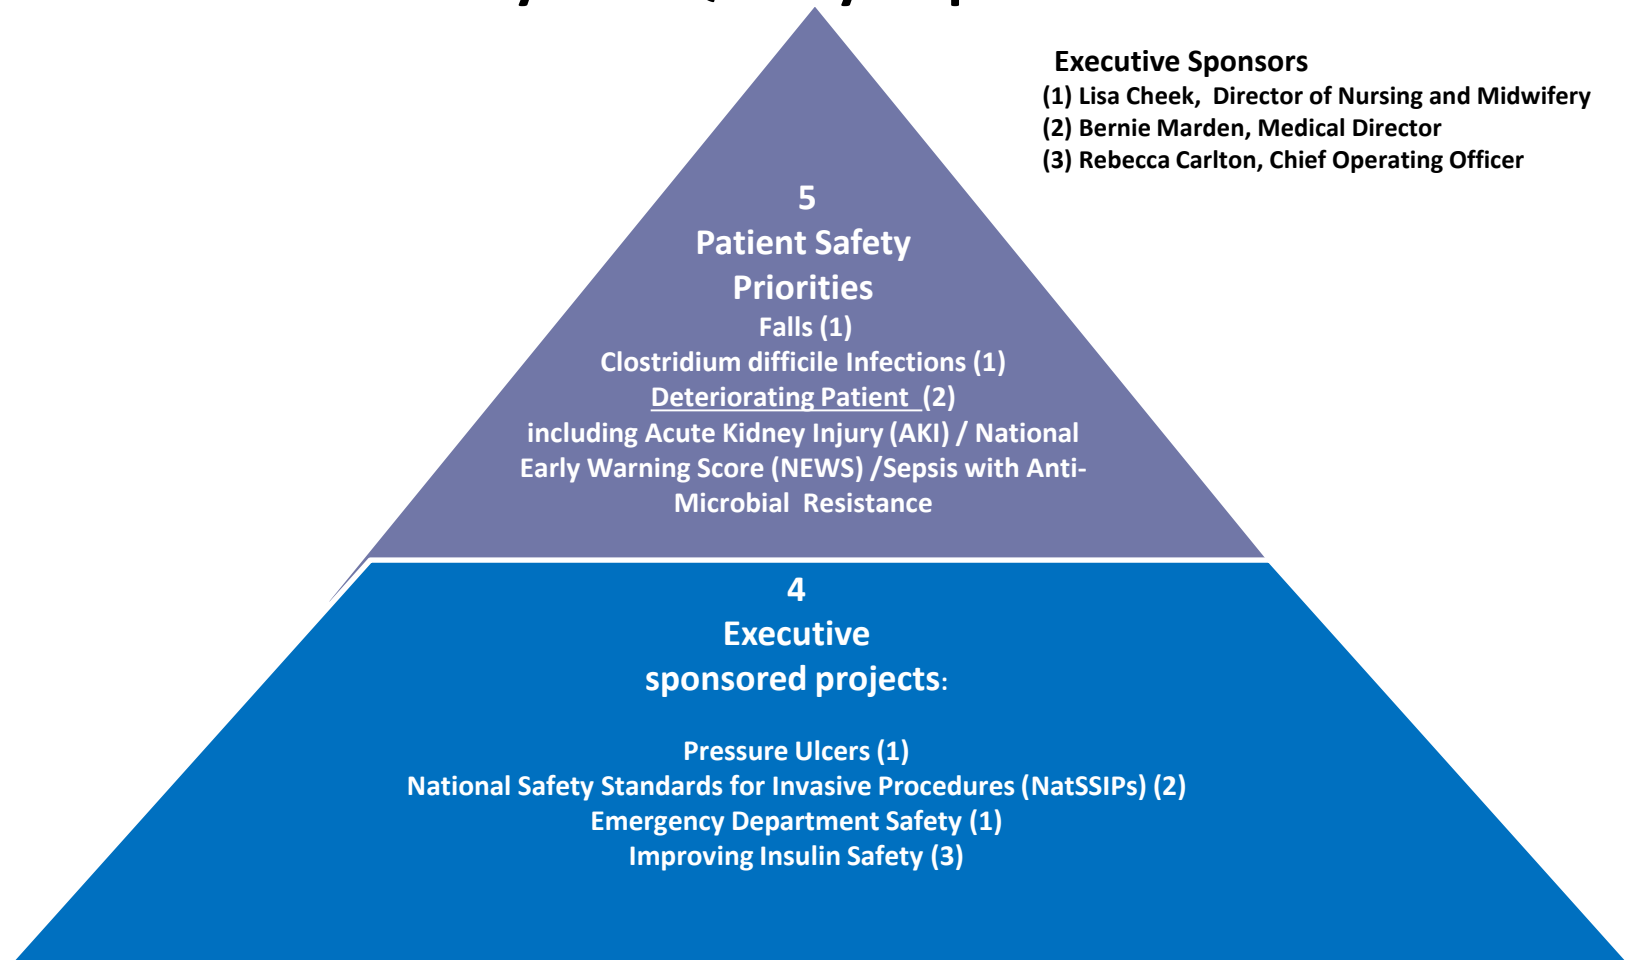 Executive Sponsors
(1) Lisa Cheek, Director of Nursing and Midwifery
(2) Bernie Marden, Medical Director
(3) Rebecca Carlton, Chief Operating Officer
5
Patient Safety
Priorities
Falls (1)
Clostridium difficile Infections (1)
Deteriorating Patient (2)
including Acute Kidney Injury (AKI) / National
Early Warning Score (NEWS) /Sepsis with Anti-
Microbial Resistance
4
Executive
sponsored projects:
Pressure Ulcers (1)
National Safety Standards for Invasive Procedures (NatSSIPs) (2)
Emergency Department Safety (1)
Improving Insulin Safety (3)